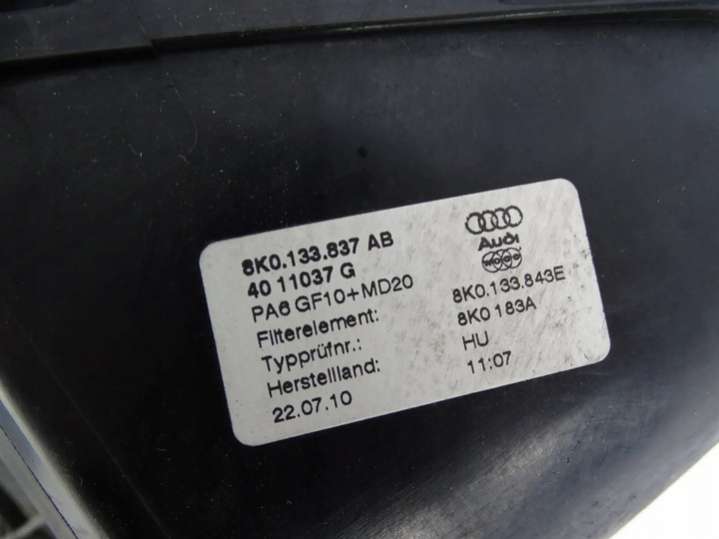 8K0.133.837 AB
40 11037 G
PA6 GF10+MD20
Audi
Filterelement: 8K0.133.843E
Typprüfnr.: 8K0 183A
Herstellland: HU
22.07.10 11:07